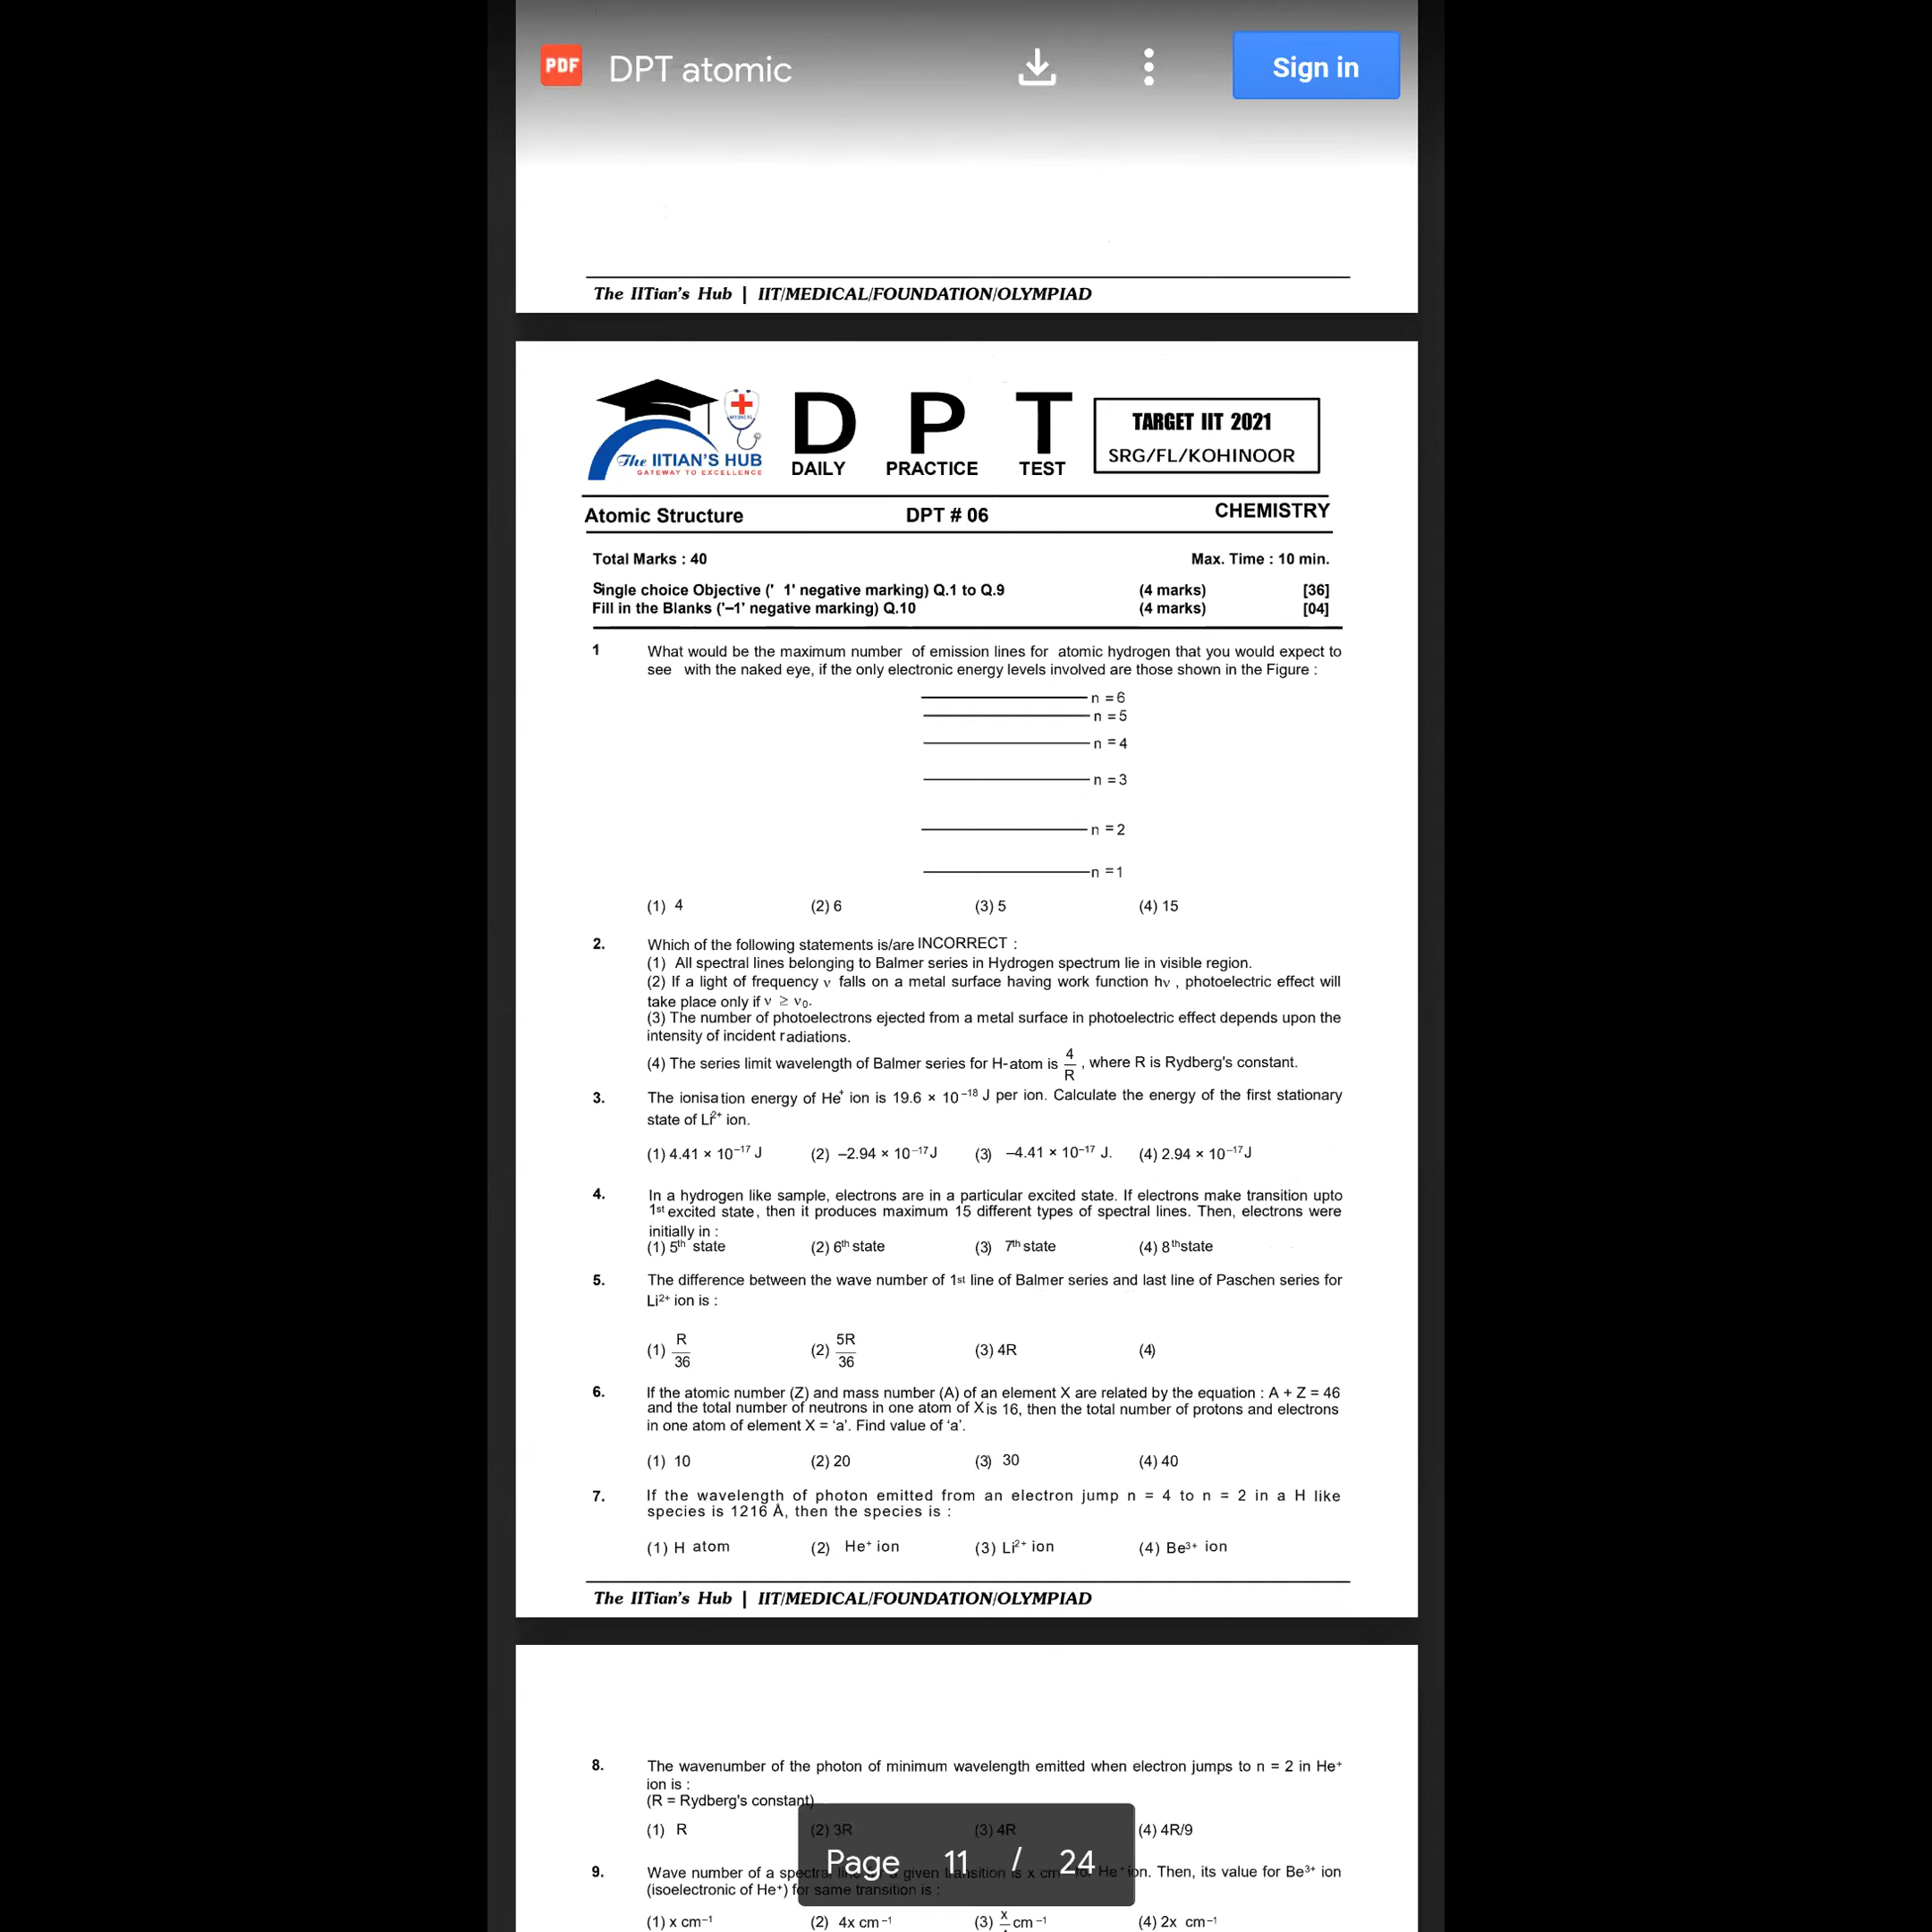 PDF DPT atomic Sign in
The IITian's Hub | IIT/MEDICAL/FOUNDATION/OLYMPIAD
MEDICAL
The IITIAN'S HUB
GATEWAY TO EXCELLENCE
D P T
DAILY PRACTICE TEST
TARGET IIT 2021
SRG/FL/KOHINOOR
Atomic Structure DPT # 06 CHEMISTRY
Total Marks : 40 Max. Time : 10 min.
Single choice Objective (' 1' negative marking) Q.1 to Q.9 (4 marks) [36]
Fill in the Blanks ('–1' negative marking) Q.10 (4 marks) [04]
1 What would be the maximum number of emission lines for atomic hydrogen that you would expect to
see with the naked eye, if the only electronic energy levels involved are those shown in the Figure :
n = 6
n = 5
n = 4
n = 3
n = 2
n = 1
(1) 4 (2) 6 (3) 5 (4) 15
2. Which of the following statements is/are INCORRECT :
(1) All spectral lines belonging to Balmer series in Hydrogen spectrum lie in visible region.
(2) If a light of frequency ν falls on a metal surface having work function hν , photoelectric effect will
take place only if ν ≥ ν₀.
(3) The number of photoelectrons ejected from a metal surface in photoelectric effect depends upon the
intensity of incident radiations.
(4) The series limit wavelength of Balmer series for H-atom is 4/R , where R is Rydberg's constant.
3. The ionisation energy of He⁺ ion is 19.6 × 10⁻¹⁸ J per ion. Calculate the energy of the first stationary
state of Li²⁺ ion.
(1) 4.41 × 10⁻¹⁷ J (2) –2.94 × 10⁻¹⁷ J (3) –4.41 × 10⁻¹⁷ J. (4) 2.94 × 10⁻¹⁷ J
4. In a hydrogen like sample, electrons are in a particular excited state. If electrons make transition upto
1st excited state, then it produces maximum 15 different types of spectral lines. Then, electrons were
initially in :
(1) 5th state (2) 6th state (3) 7th state (4) 8th state
5. The difference between the wave number of 1st line of Balmer series and last line of Paschen series for
Li²⁺ ion is :
(1) R/36 (2) 5R/36 (3) 4R (4)
6. If the atomic number (Z) and mass number (A) of an element X are related by the equation : A + Z = 46
and the total number of neutrons in one atom of X is 16, then the total number of protons and electrons
in one atom of element X = ‘a’. Find value of ‘a’.
(1) 10 (2) 20 (3) 30 (4) 40
7. If the wavelength of photon emitted from an electron jump n = 4 to n = 2 in a H like
species is 1216 Å, then the species is :
(1) H atom (2) He⁺ ion (3) Li²⁺ ion (4) Be³⁺ ion
The IITian's Hub | IIT/MEDICAL/FOUNDATION/OLYMPIAD
8. The wavenumber of the photon of minimum wavelength emitted when electron jumps to n = 2 in He⁺
ion is :
(R = Rydberg's constant)
(1) R (2) 3R (3) 4R (4) 4R/9
Page 11 / 24
9. Wave number of a spectral line for a given transition is x cm⁻¹ for He⁺ ion. Then, its value for Be³⁺ ion
(isoelectronic of He⁺) for same transition is :
(1) x cm⁻¹ (2) 4x cm⁻¹ (3) x/ cm⁻¹ (4) 2x cm⁻¹